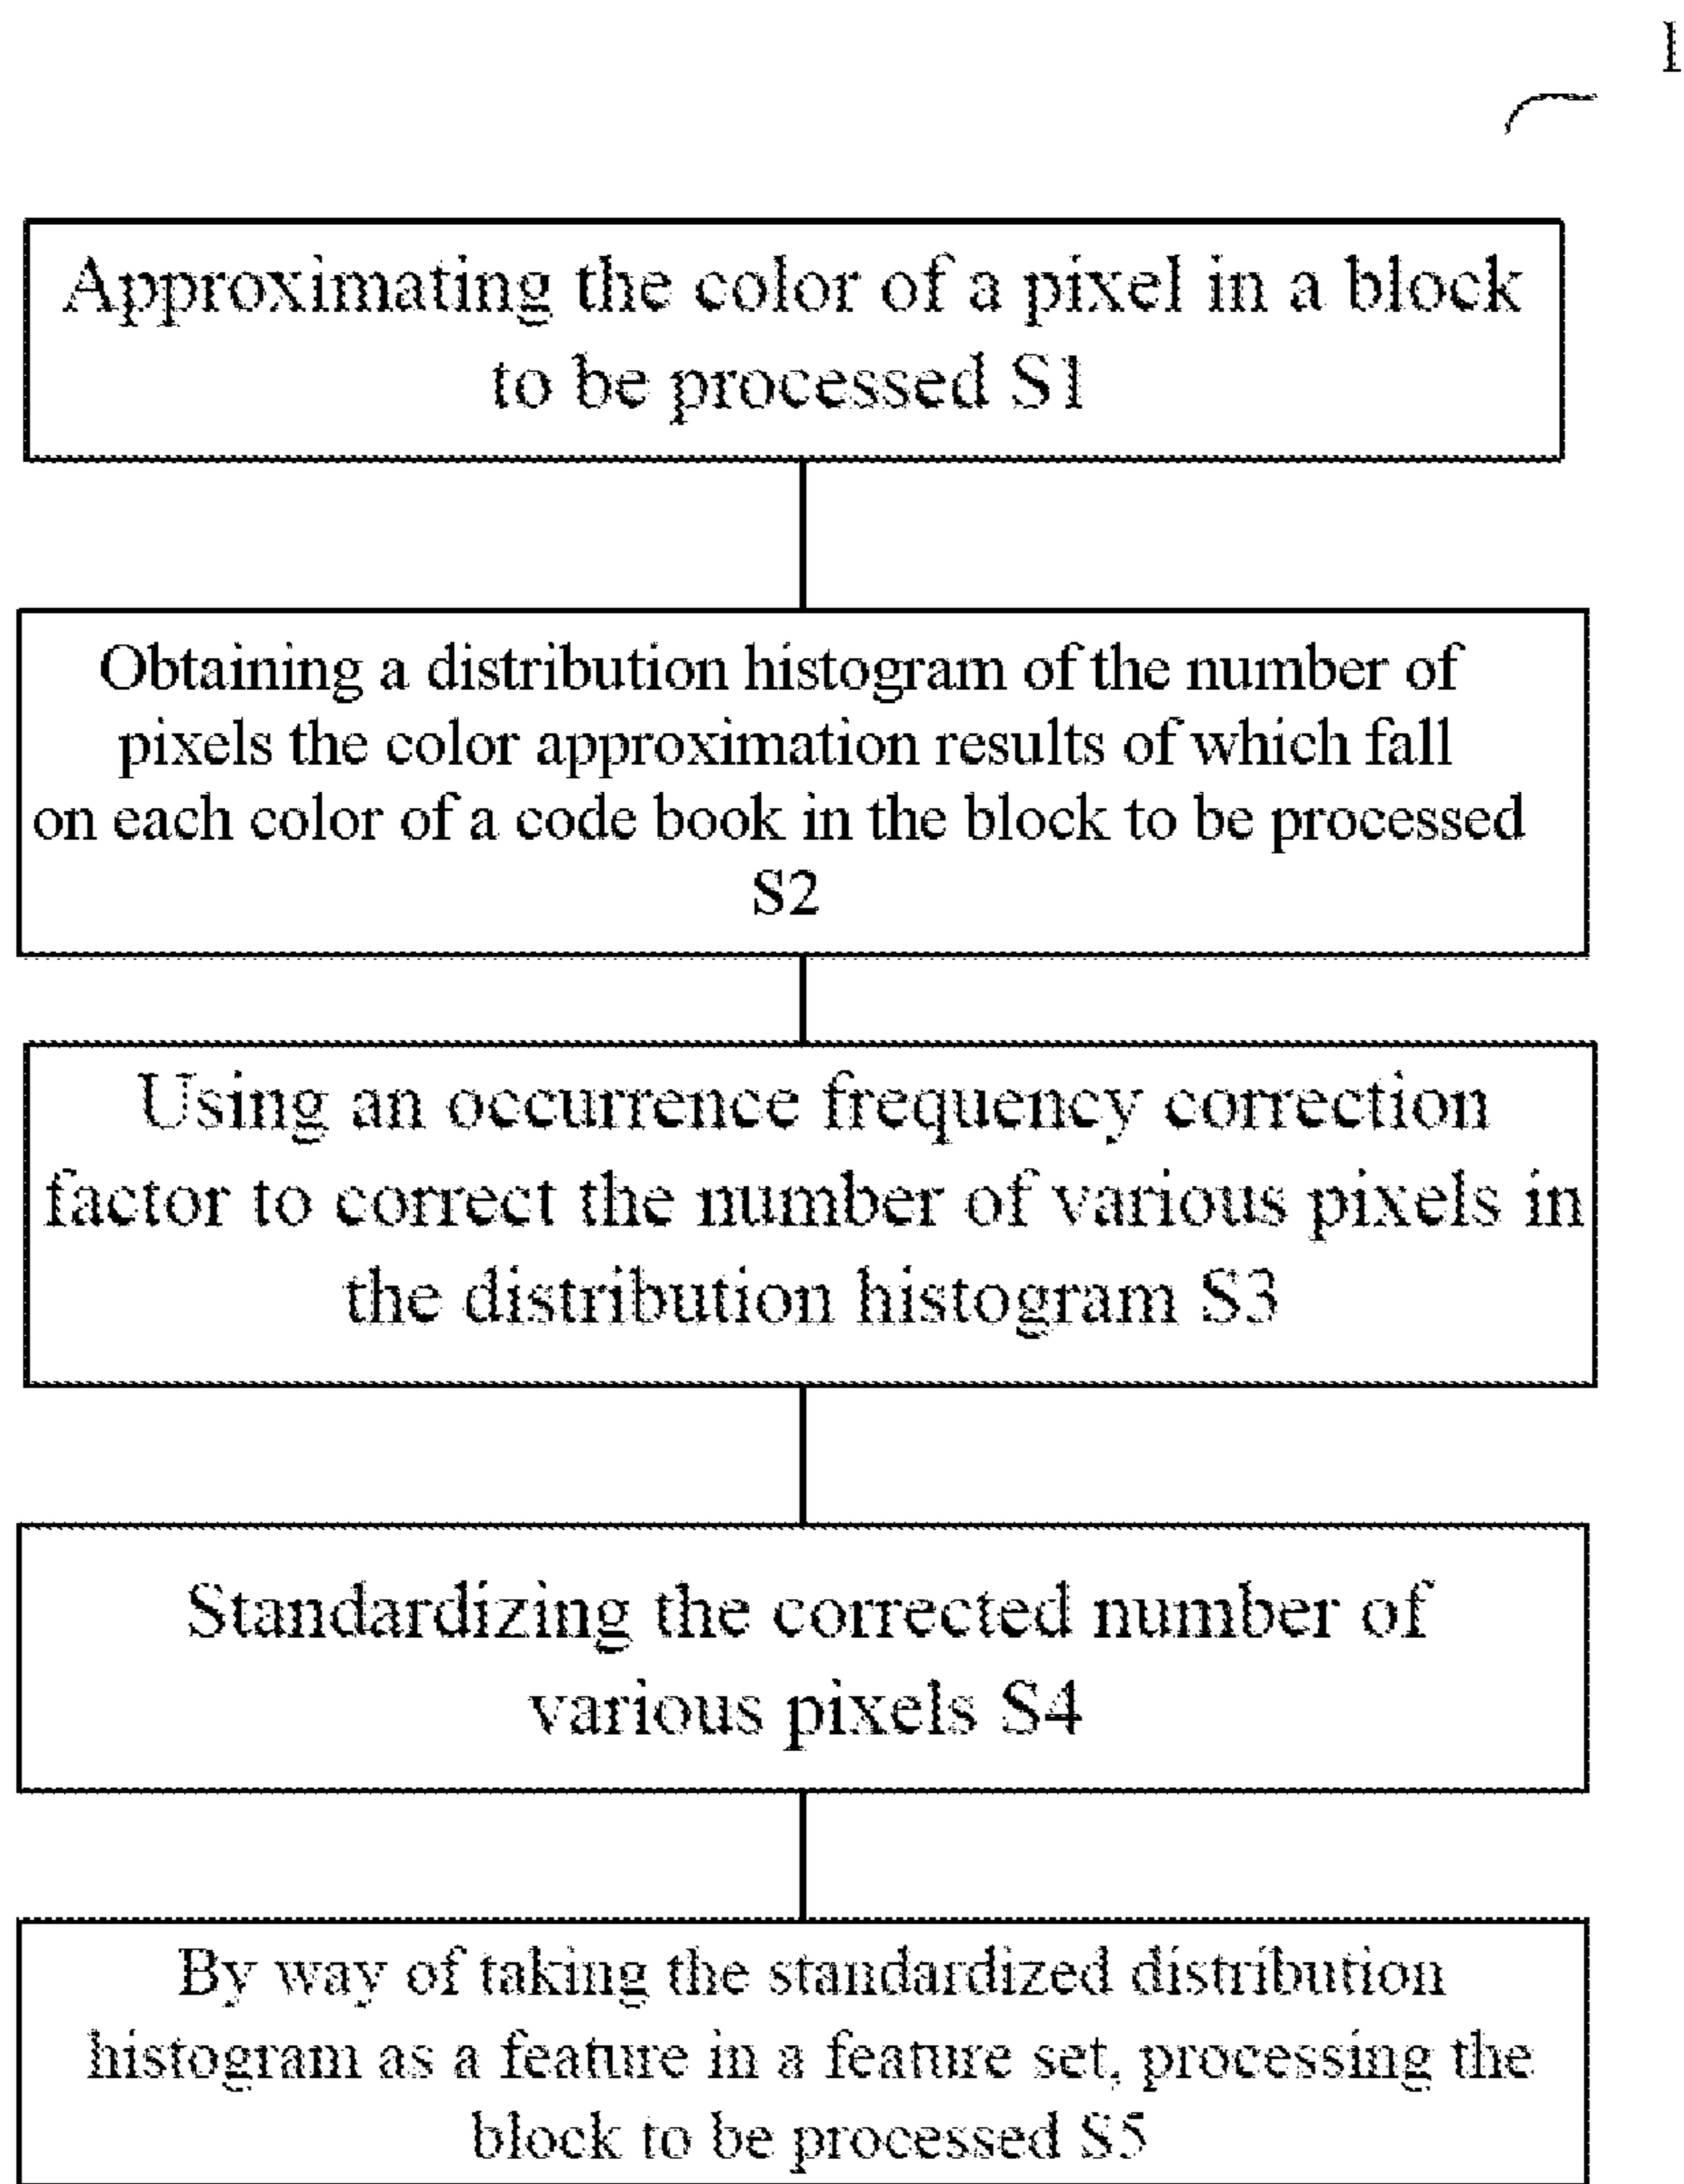 1
Approximating the color of a pixel in a block
to be processed S1
Obtaining a distribution histogram of the number of
pixels the color approximation results of which fall
on each color of a code book in the block to be processed
S2
Using an occurrence frequency correction
factor to correct the number of various pixels in
the distribution histogram S3
Standardizing the corrected number of
various pixels S4
By way of taking the standardized distribution
histogram as a feature in a feature set, processing the
block to be processed S5